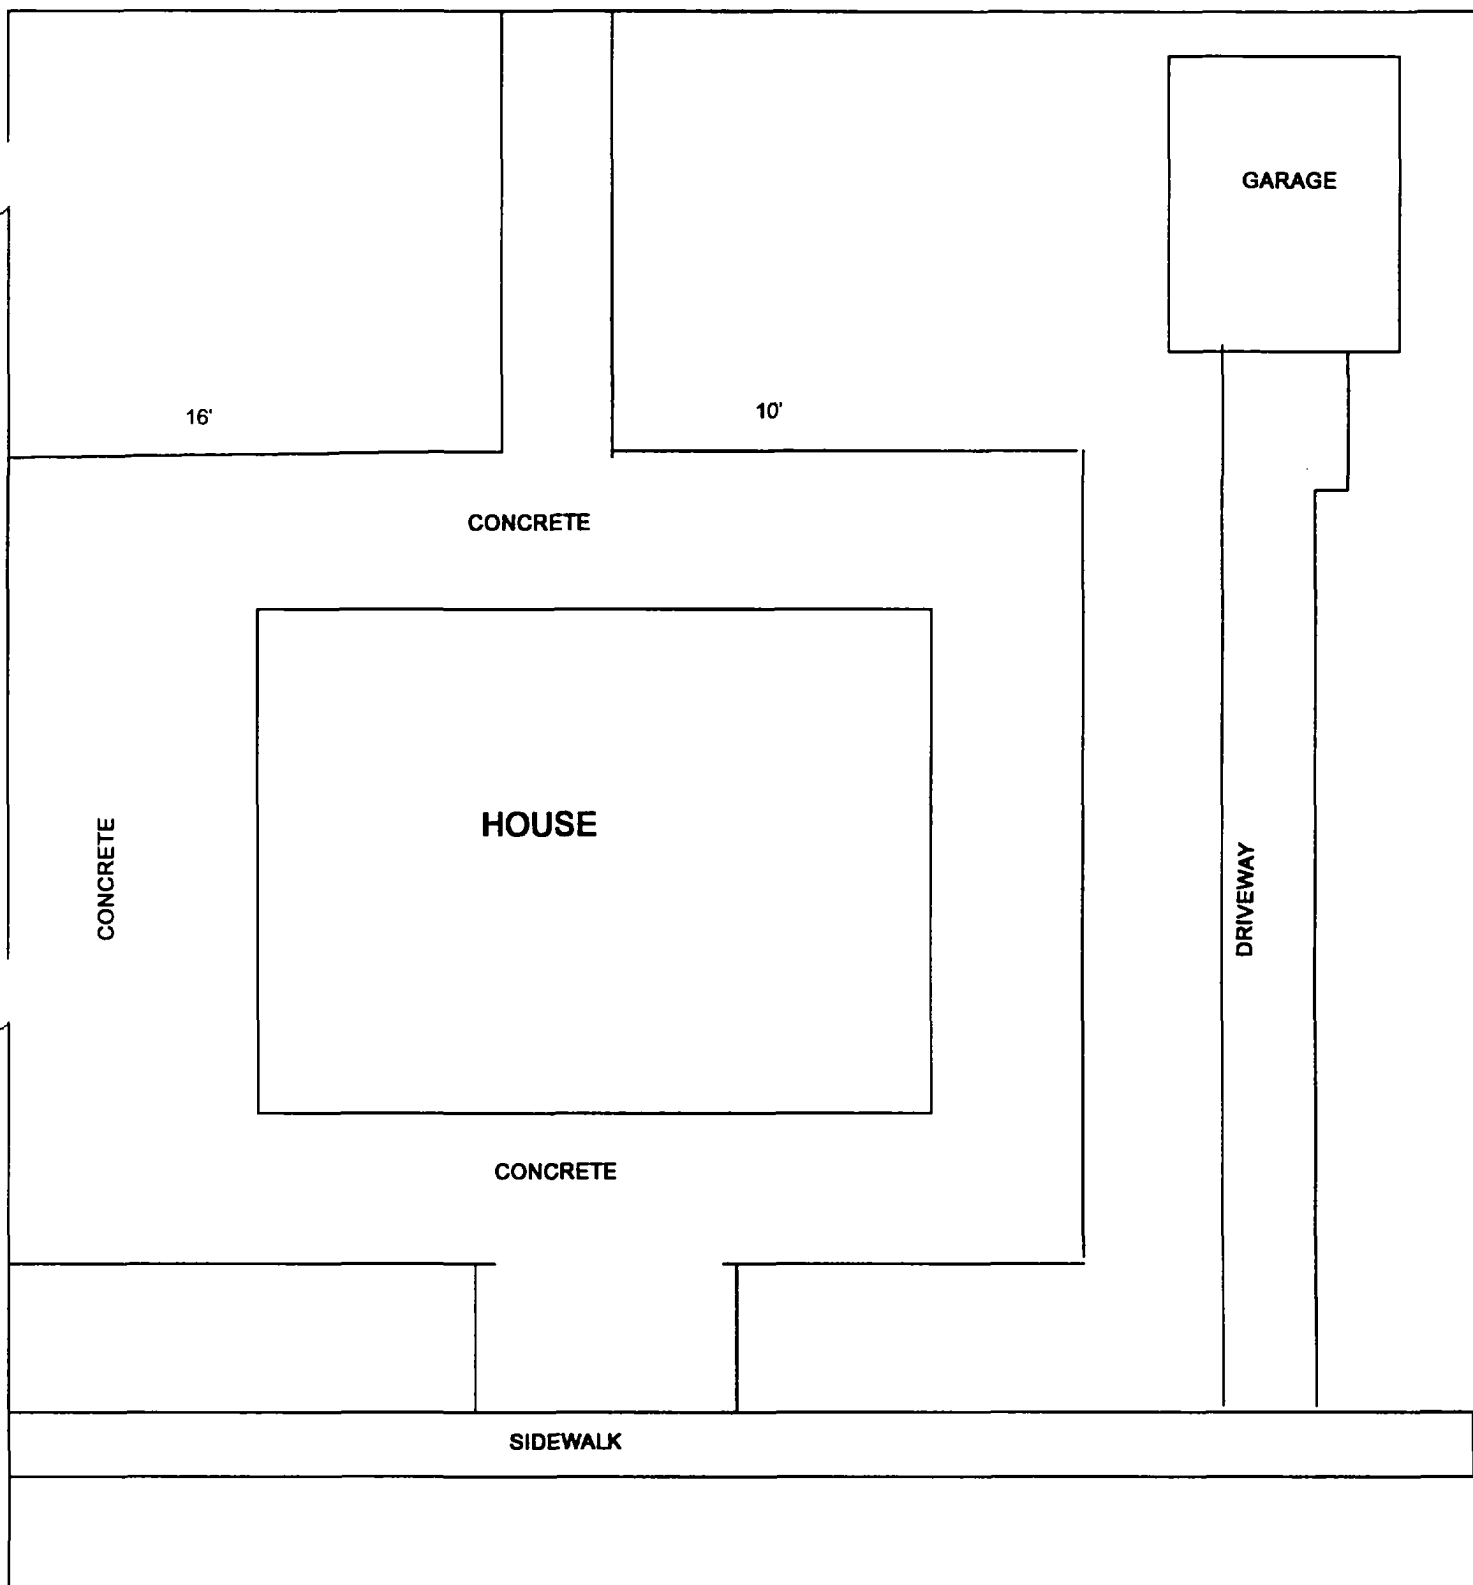 GARAGE
16'
10'
CONCRETE
HOUSE
CONCRETE
DRIVEWAY
CONCRETE
SIDEWALK